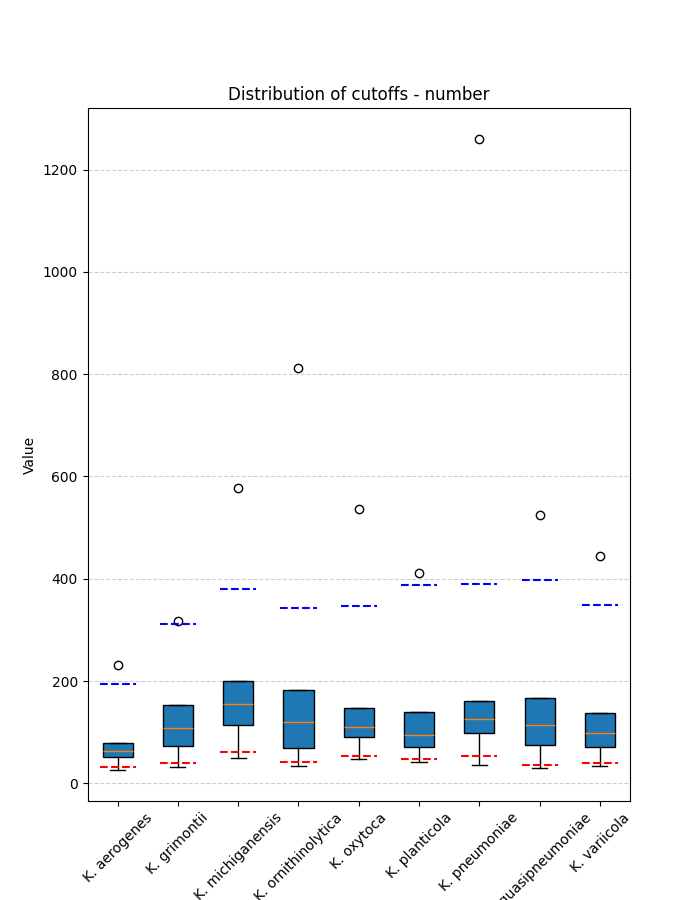 Distribution of cutoffs - number
Value
1200
1000
800
600
400
200
0
K. aerogenes
K. grimontii
K. michiganensis
K. ornithinolytica
K. oxytoca
K. planticola
K. pneumoniae
quasipneumoniae
K. variicola